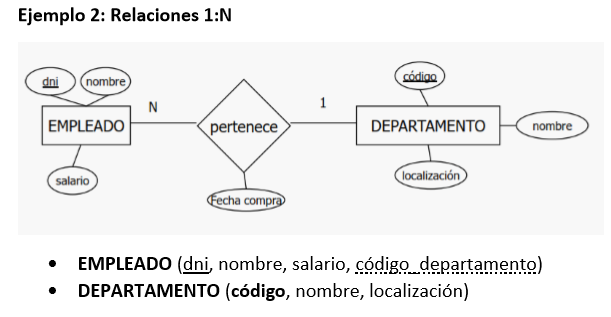 Ejemplo 2: Relaciones 1:N
dni
nombre
código
N
1
EMPLEADO
pertenece
DEPARTAMENTO
nombre
salario
localización
Fecha compra
• EMPLEADO (dni, nombre, salario, código_departamento)
• DEPARTAMENTO (código, nombre, localización)